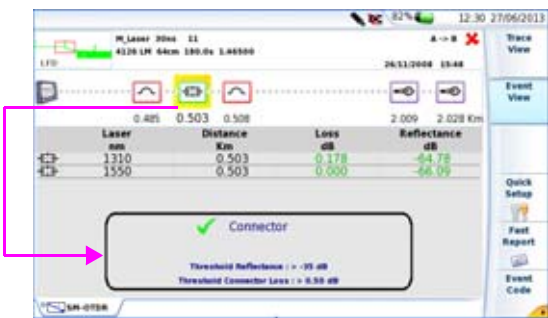 82% 12:30 27/06/2013
M_Laser 30ns 11 A -> B
4126 LM 64cm 180.0s 1.46500
LFD 26/11/2008 15:48
Trace View
Event View
0.485 0.503 0.508 2.009 2.028 Km
Laser Distance Loss Reflectance
nm Km dB dB
1310 0.503 0.178 -64.78
1550 0.503 0.000 -66.09
Quick Setup
Connector
Fast Report
Threshold Reflectance : > -35 dB
Threshold Connector Loss : > 0.50 dB
Event Code
SM-OTDR